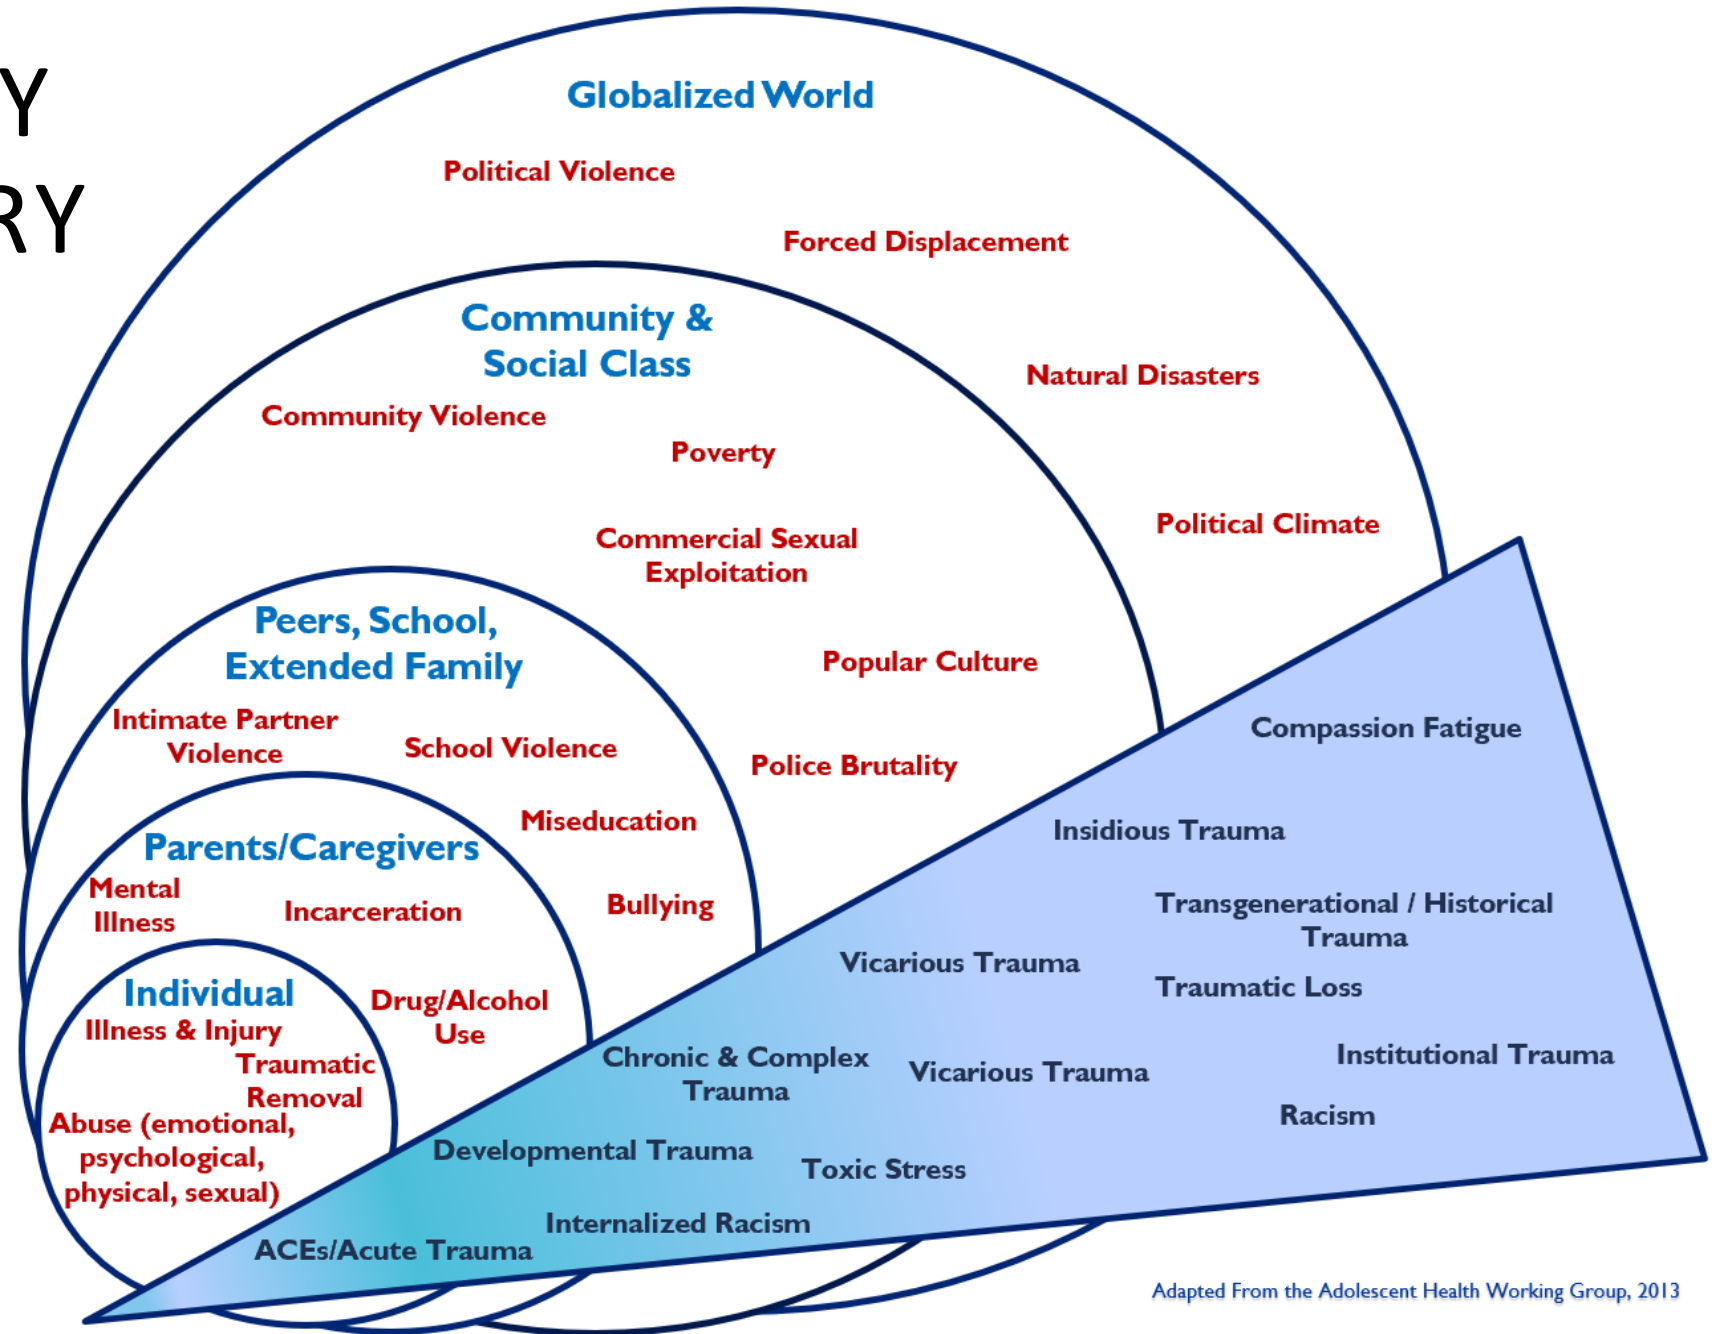 Y
RY
Globalized World
Political Violence
Forced Displacement
Natural Disasters
Political Climate
Community &
Social Class
Community Violence
Poverty
Commercial Sexual
Exploitation
Popular Culture
Police Brutality
Peers, School,
Extended Family
Intimate Partner
Violence
School Violence
Miseducation
Bullying
Parents/Caregivers
Mental
Illness
Incarceration
Drug/Alcohol
Use
Individual
Illness & Injury
Traumatic
Removal
Abuse (emotional,
psychological,
physical, sexual)
Compassion Fatigue
Insidious Trauma
Transgenerational / Historical
Trauma
Vicarious Trauma
Traumatic Loss
Chronic & Complex
Trauma
Vicarious Trauma
Institutional Trauma
Racism
Developmental Trauma
Toxic Stress
Internalized Racism
ACEs/Acute Trauma
Adapted From the Adolescent Health Working Group, 2013